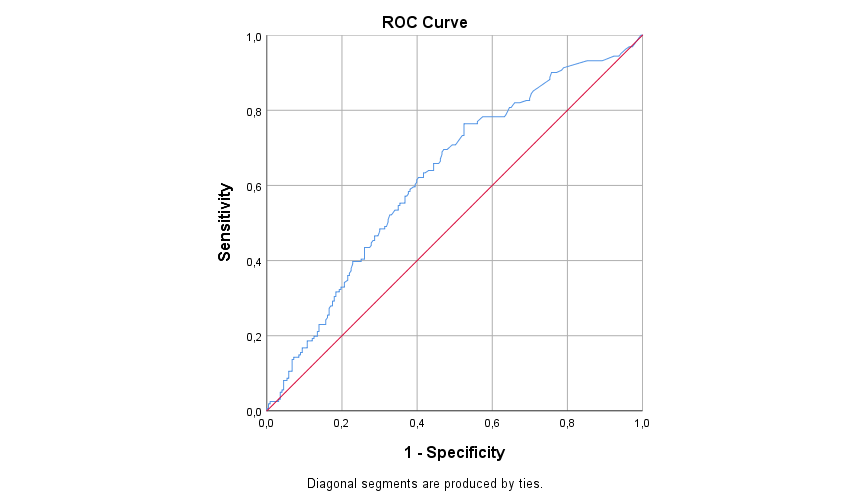 ROC Curve
1,0
0,8
0,6
0,4
0,2
0,0
Sensitivity
0,0 0,2 0,4 0,6 0,8 1,0
1 - Specificity
Diagonal segments are produced by ties.